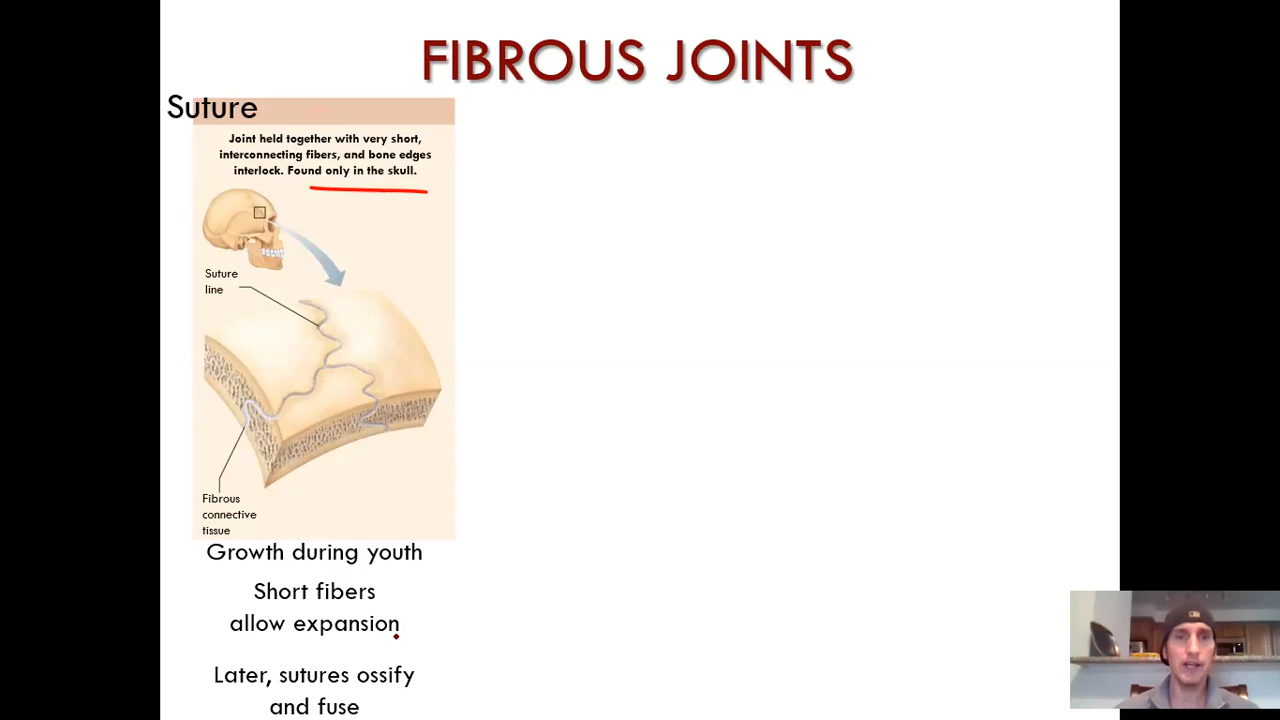 FIBROUS JOINTS
Suture
Joint held together with very short,
interconnecting fibers, and bone edges
interlock. Found only in the skull.
Suture
line
Fibrous
connective
tissue
Growth during youth
Short fibers
allow expansion
Later, sutures ossify
and fuse